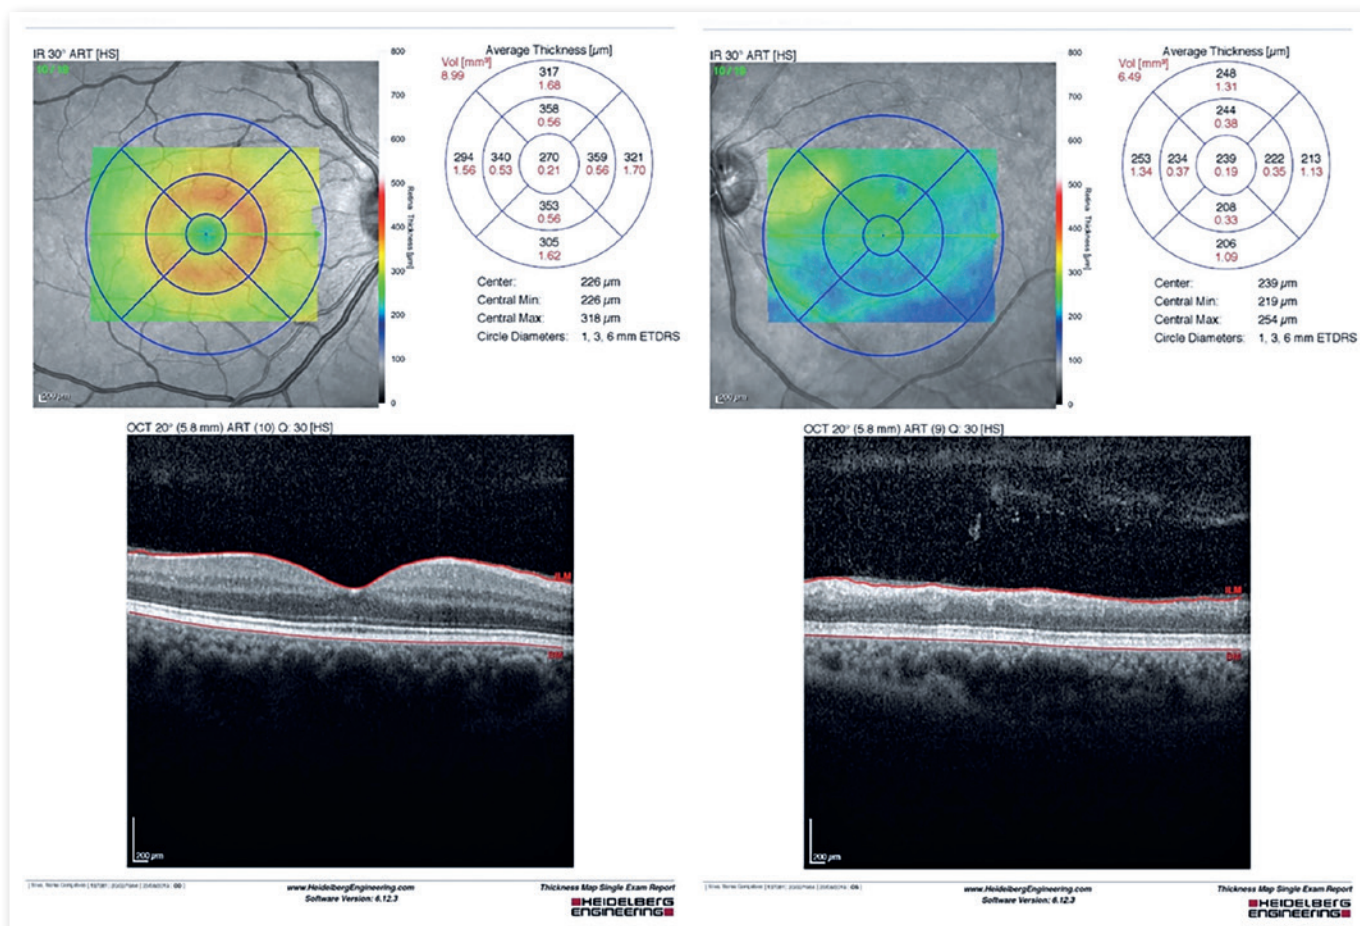 IR 30° ART [HS]
10 / 10
800
700
600
500
400
300
200
100
0
Retina Thickness [µm]
200 µm
Average Thickness [µm]
Vol [mm³]
8.99
317
1.68
358
0.56
294 340 270 359 321
1.56 0.53 0.21 0.56 1.70
353
0.56
305
1.62
Center: 226 µm
Central Min: 226 µm
Central Max: 318 µm
Circle Diameters: 1, 3, 6 mm ETDRS
OCT 20° (5.8 mm) ART (10) Q: 30 [HS]
ILM
BM
200 µm
www.HeidelbergEngineering.com
Software Version: 6.12.3
Thickness Map Single Exam Report
HEIDELBERG
ENGINEERING
IR 30° ART [HS]
10 / 10
800
700
600
500
400
300
200
100
0
Retina Thickness [µm]
200 µm
Average Thickness [µm]
Vol [mm³]
6.49
248
1.31
244
0.38
253 234 239 222 213
1.34 0.37 0.19 0.35 1.13
208
0.33
206
1.09
Center: 239 µm
Central Min: 219 µm
Central Max: 254 µm
Circle Diameters: 1, 3, 6 mm ETDRS
OCT 20° (5.8 mm) ART (9) Q: 30 [HS]
ILM
BM
200 µm
www.HeidelbergEngineering.com
Software Version: 6.12.3
Thickness Map Single Exam Report
HEIDELBERG
ENGINEERING